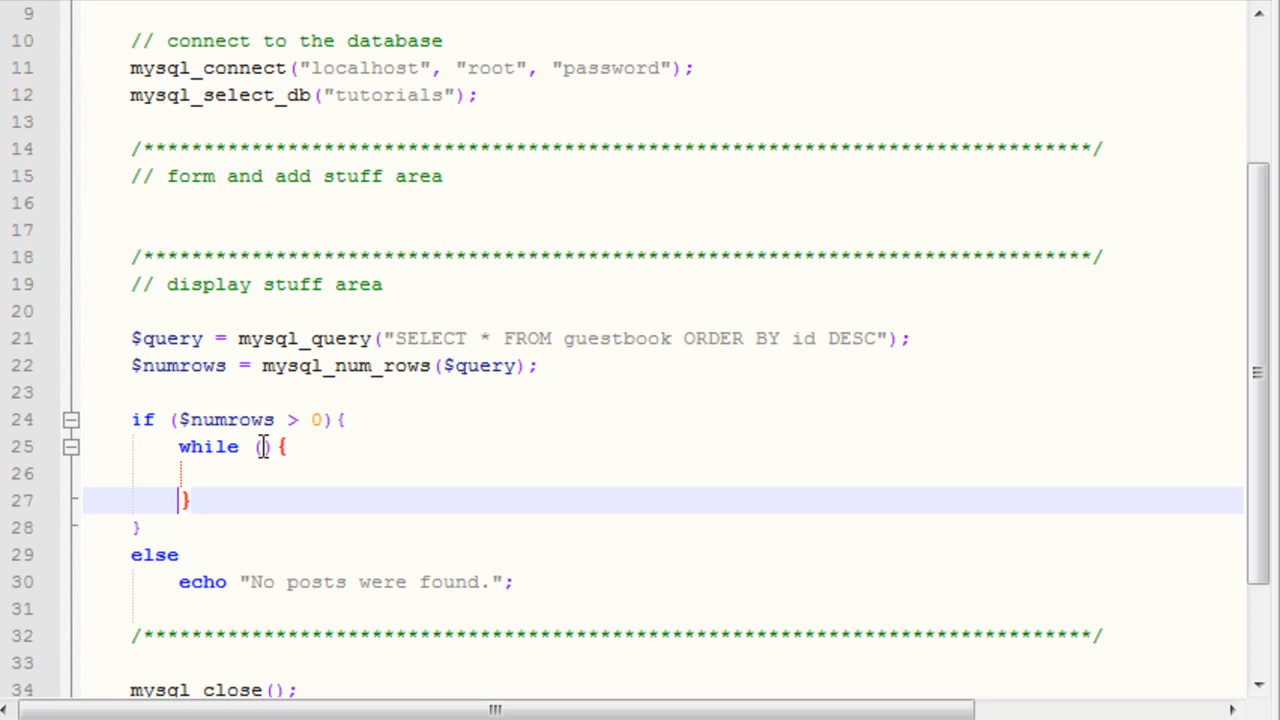 9
10 // connect to the database
11 mysql_connect("localhost", "root", "password");
12 mysql_select_db("tutorials");
13
14 /*******************************************************************************/
15 // form and add stuff area
16
17
18 /*******************************************************************************/
19 // display stuff area
20
21 $query = mysql_query("SELECT * FROM guestbook ORDER BY id DESC");
22 $numrows = mysql_num_rows($query);
23
24 if ($numrows > 0){
25 while (){
26
27 }
28 }
29 else
30 echo "No posts were found.";
31
32 /*******************************************************************************/
33
34 mysql_close();